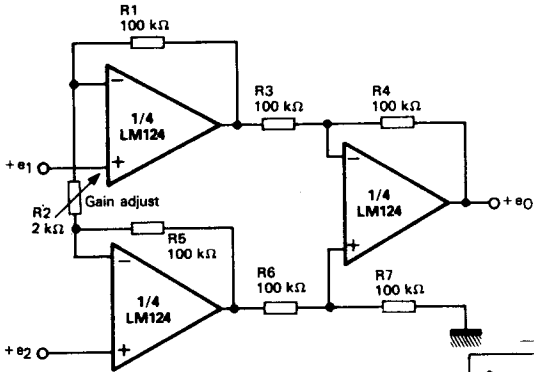 R1
100 kΩ
−
1/4
LM124
+
+e1
R3
100 kΩ
R4
100 kΩ
−
1/4
LM124
+
+e0
R2
2 kΩ
Gain adjust
R5
100 kΩ
−
1/4
LM124
+
+e2
R6
100 kΩ
R7
100 kΩ